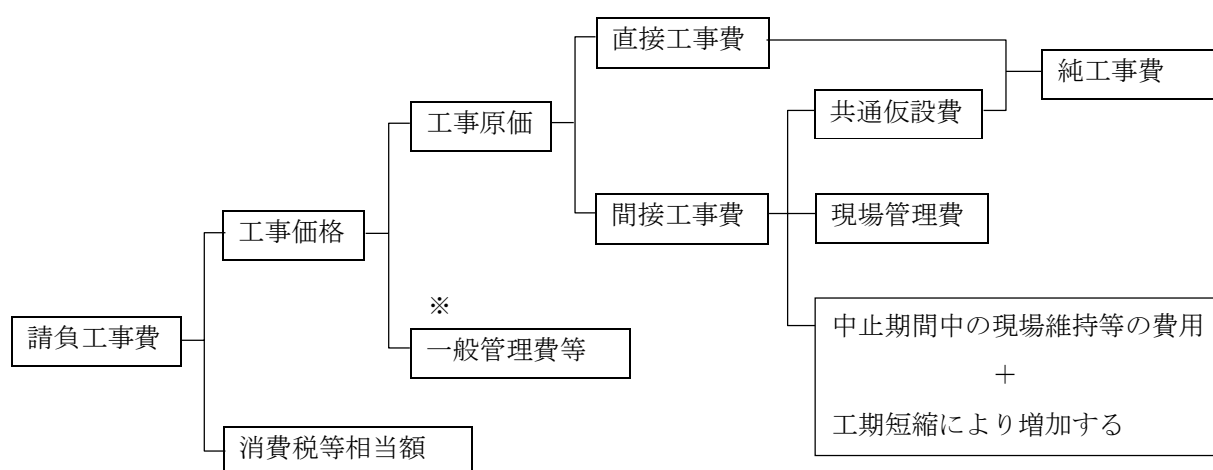 直接工事費
純工事費
共通仮設費
工事原価
間接工事費
現場管理費
工事価格
※
一般管理費等
請負工事費
中止期間中の現場維持等の費用
＋
工期短縮により増加する
消費税等相当額